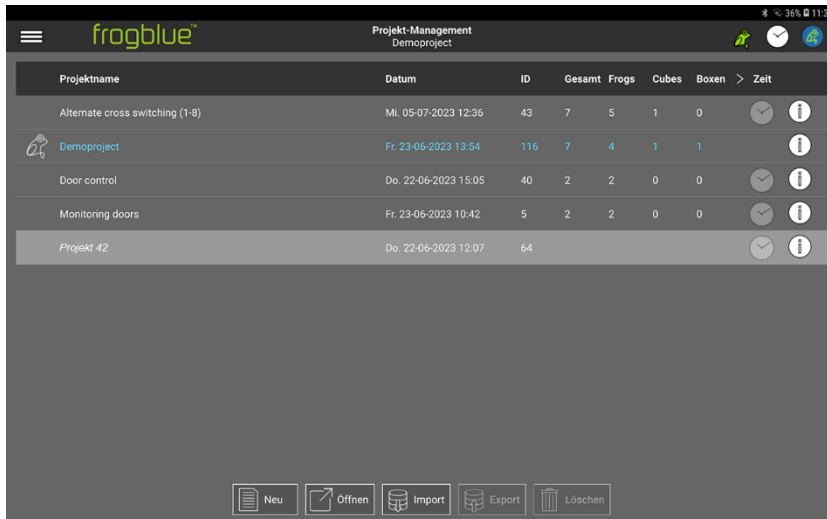 36% 11:3
frogblue™
Projekt-Management
Demoproject
Projektname Datum ID Gesamt Frogs Cubes Boxen > Zeit
Alternate cross switching (1-8) Mi. 05-07-2023 12:36 43 7 5 1 0
Demoproject Fr. 23-06-2023 13:54 116 7 4 1 1
Door control Do. 22-06-2023 15:05 40 2 2 0 0
Monitoring doors Fr. 23-06-2023 10:42 5 2 2 0 0
Projekt 42 Do. 22-06-2023 12:07 64
Neu Öffnen Import Export Löschen